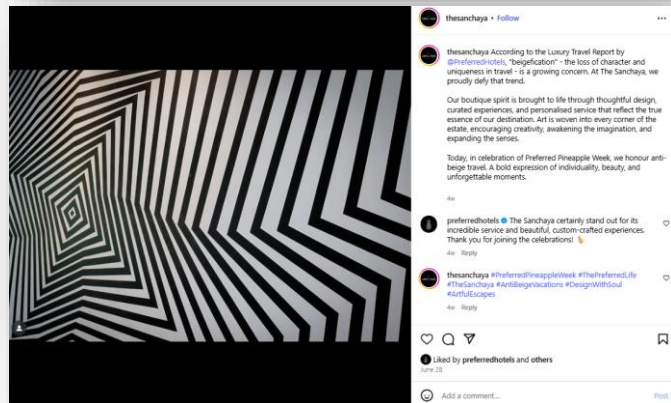 thesanchaya • Follow
thesanchaya According to the Luxury Travel Report by
@PreferredHotels, "beigefication" - the loss of character and
uniqueness in travel - is a growing concern. At The Sanchaya, we
proudly defy that trend.
Our boutique spirit is brought to life through thoughtful design,
curated experiences, and personalised service that reflect the true
essence of our destination. Art is woven into every corner of the
estate, encouraging creativity, awakening the imagination, and
expanding the senses.
Today, in celebration of Preferred Pineapple Week, we honour anti-
beige travel. A bold expression of individuality, beauty, and
unforgettable moments.
4w
preferredhotels The Sanchaya certainly stand out for its
incredible service and beautiful, custom-crafted experiences.
Thank you for joining the celebrations!
4w Reply
thesanchaya #PreferredPineappleWeek #ThePreferredLife
#TheSanchaya #AntiBeigeVacations #DesignWithSoul
#ArtfulEscapes
4w Reply
Liked by preferredhotels and others
June 28
Add a comment...
Post